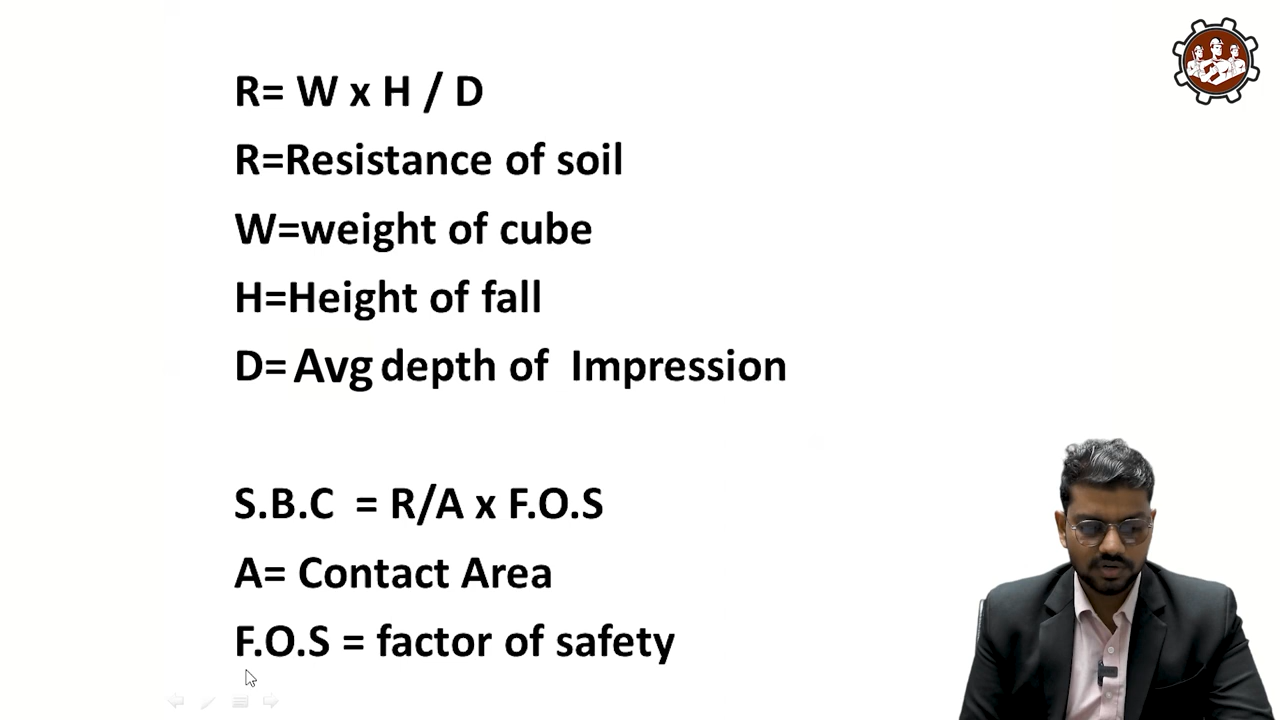 R= W x H / D
R=Resistance of soil
W=weight of cube
H=Height of fall
D= Avg depth of Impression
S.B.C = R/A x F.O.S
A= Contact Area
F.O.S = factor of safety